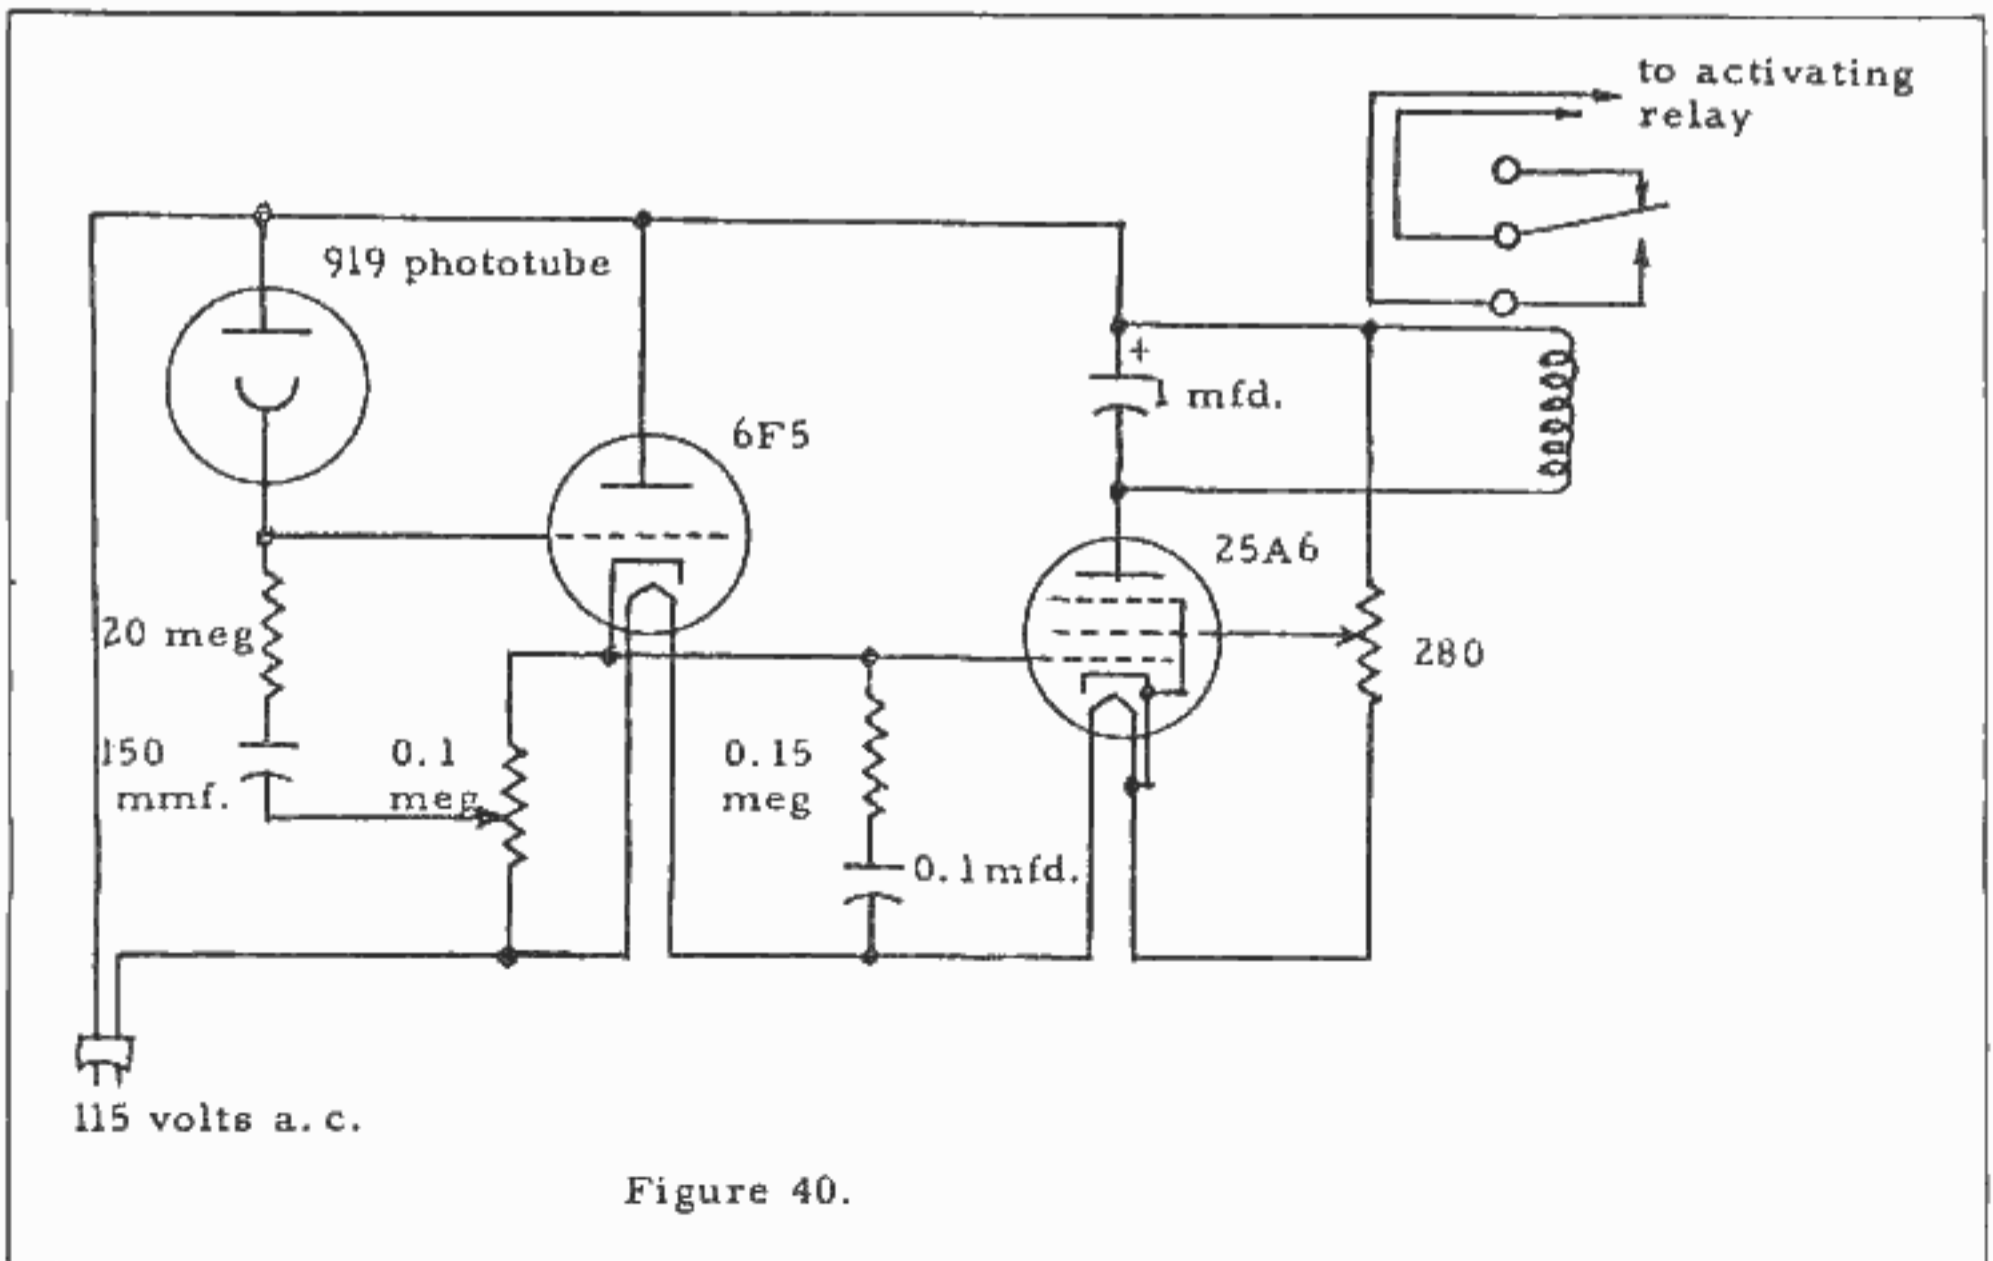 to activating
relay
919 phototube
+
1 mfd.
6F5
25A6
20 meg
280
150
mmf.
0.1
meg
0.15
meg
0.1mfd.
115 volts a.c.
Figure 40.